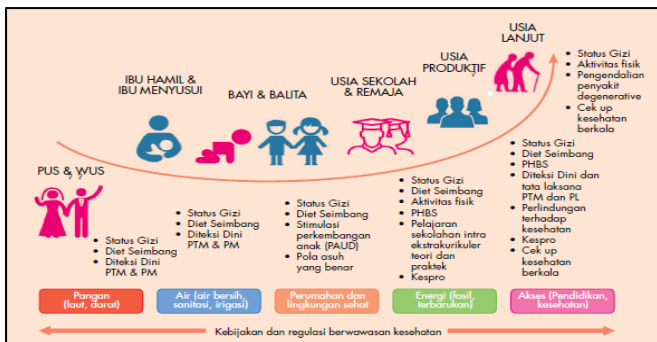 USIA
LANJUT
• Status Gizi
• Aktivitas fisik
• Pengendalian
penyakit
degenerative
• Cek up
kesehatan
berkala
USIA
PRODUKTIF
USIA SEKOLAH
& REMAJA
BAYI & BALITA
IBU HAMIL &
IBU MENYUSUI
PUS & WUS
• Status Gizi
• Diet Seimbang
• Diteksi Dini
PTM & PM
• Status Gizi
• Diet Seimbang
• Diteksi Dini
PTM & PM
• Status Gizi
• Diet Seimbang
• Stimulasi
perkembangan
anak (PAUD)
• Pola asuh
yang benar
• Status Gizi
• Diet Seimbang
• Aktivitas fisik
• PHBS
• Pelajaran
sekolahan intra
ekstrakurikuler
teori dan
praktek
• Kespro
• Status Gizi
• Diet Seimbang
• PHBS
• Diteksi Dini dan
tata laksana
PTM dan PL
• Perlindungan
terhadap
kesehatan
• Kespro
• Cek up
kesehatan
berkala
Pangan
(laut, darat)
Air (air bersih,
sanitasi, irigasi)
Perumahan dan
lingkungan sehat
Energi (fosil,
terbarukan)
Akses (Pendidikan,
kesehatan)
Kebijakan dan regulasi berwawasan kesehatan